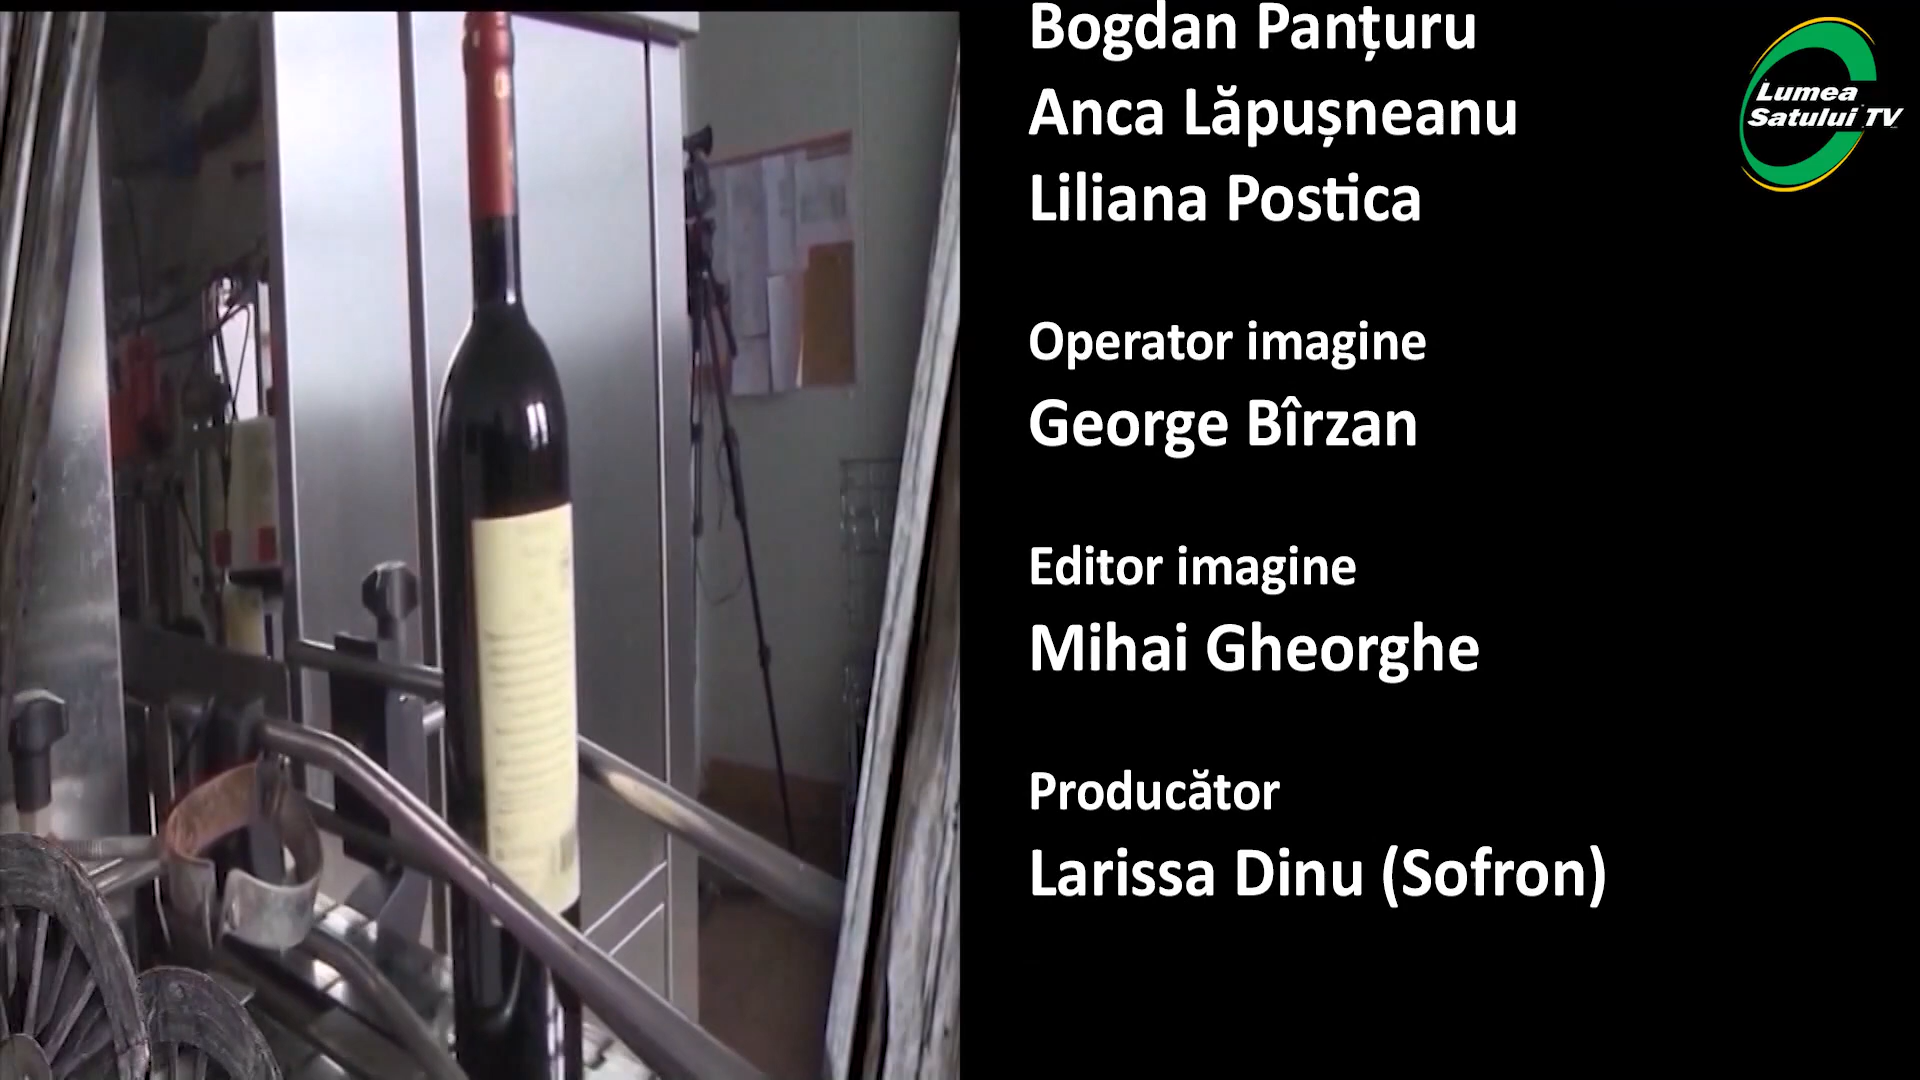 Bogdan Panțuru
Anca Lăpușneanu
Liliana Postica
Operator imagine
George Bîrzan
Editor imagine
Mihai Gheorghe
Producător
Larissa Dinu (Sofron)
Lumea
Satului TV